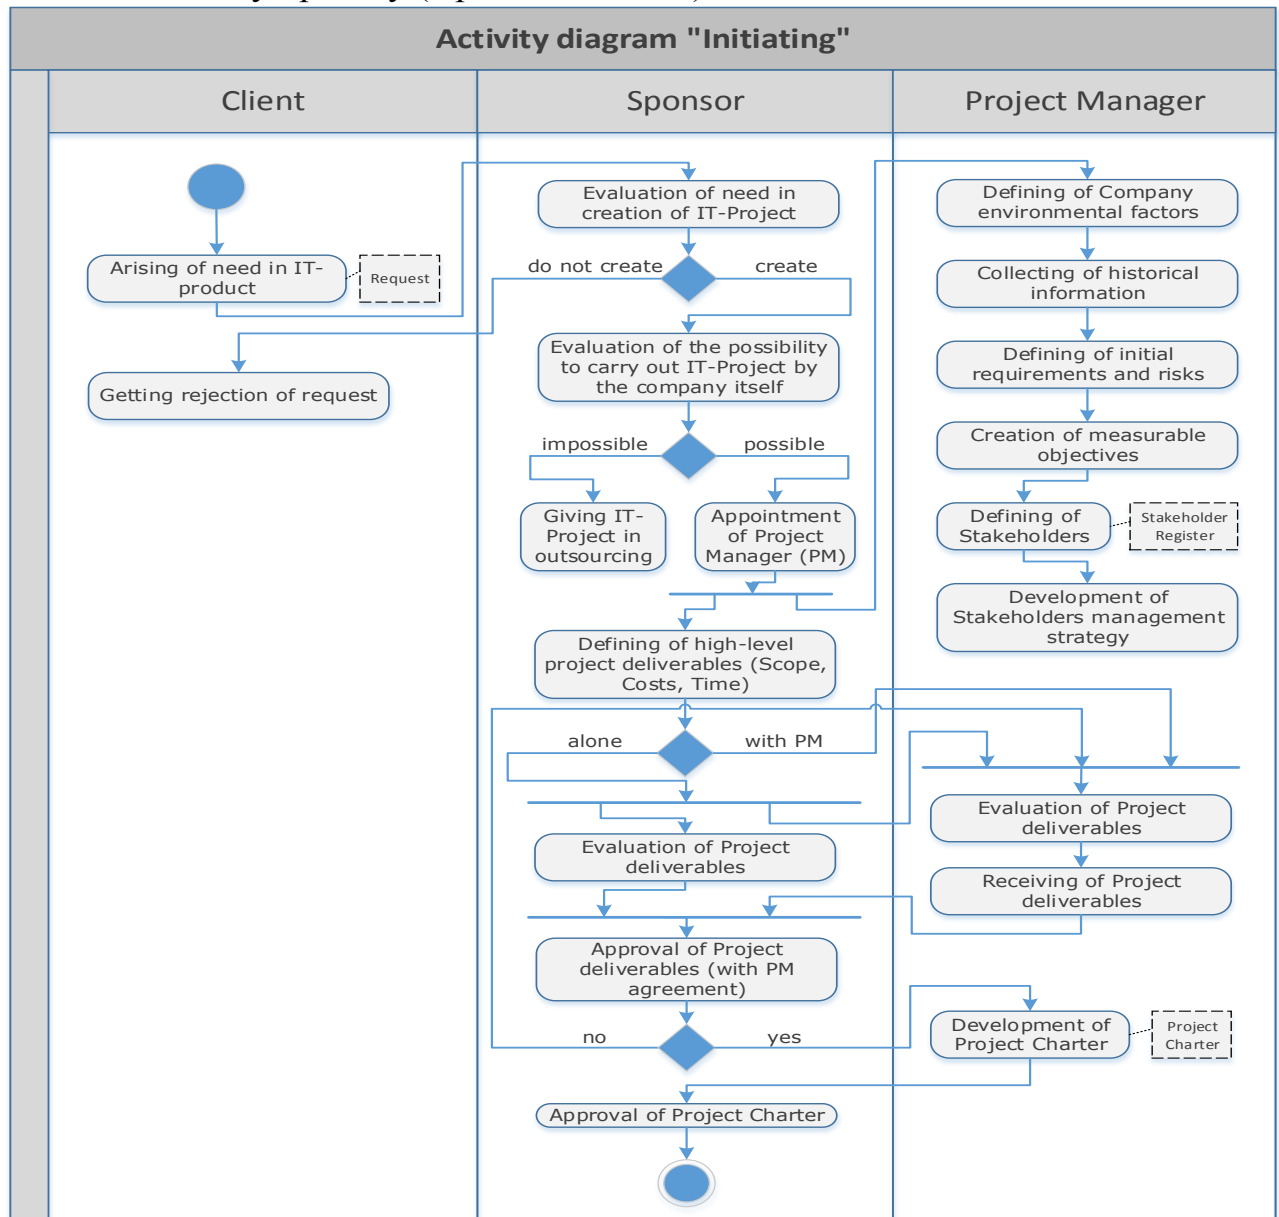 Activity diagram "Initiating"
Client
Sponsor
Project Manager
Arising of need in IT-
product
Request
Getting rejection of request
Evaluation of need in
creation of IT-Project
do not create
create
Evaluation of the possibility
to carry out IT-Project by
the company itself
impossible
possible
Giving IT-
Project in
outsourcing
Appointment
of Project
Manager (PM)
Defining of high-level
project deliverables (Scope,
Costs, Time)
alone
with PM
Evaluation of Project
deliverables
Approval of Project
deliverables (with PM
agreement)
no
yes
Approval of Project Charter
Defining of Company
environmental factors
Collecting of historical
information
Defining of initial
requirements and risks
Creation of measurable
objectives
Defining of
Stakeholders
Stakeholder
Register
Development of
Stakeholders management
strategy
Evaluation of Project
deliverables
Receiving of Project
deliverables
Development of
Project Charter
Project
Charter